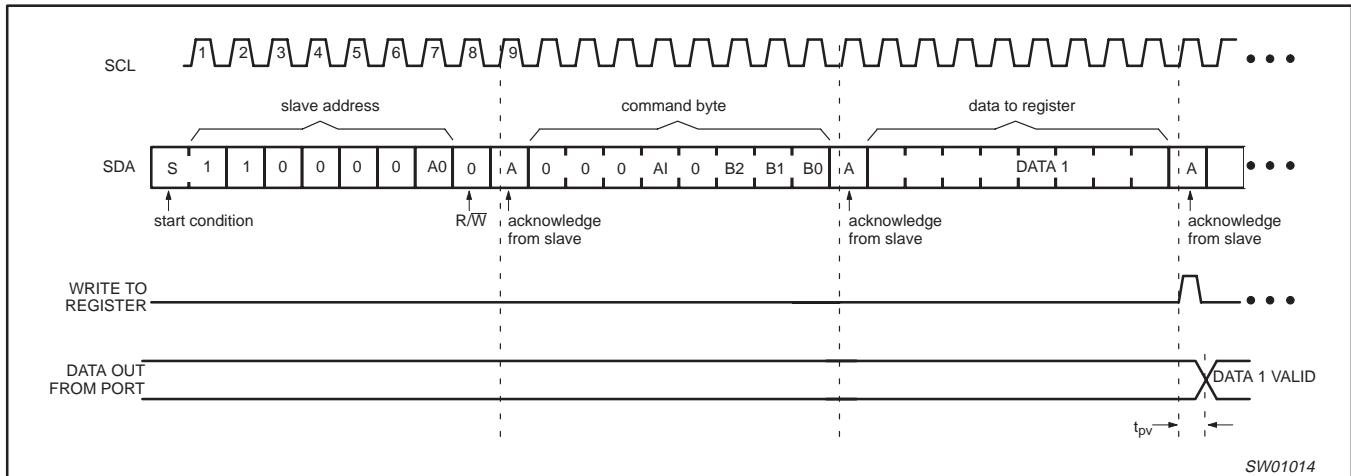 SCL 1 2 3 4 5 6 7 8 9
slave address command byte data to register
SDA S 1 1 0 0 0 0 A0 0 A 0 0 0 AI 0 B2 B1 B0 A DATA 1 A
start condition R/W̅ acknowledge from slave acknowledge from slave acknowledge from slave
WRITE TO
REGISTER
DATA OUT
FROM PORT
DATA 1 VALID
tpv
SW01014